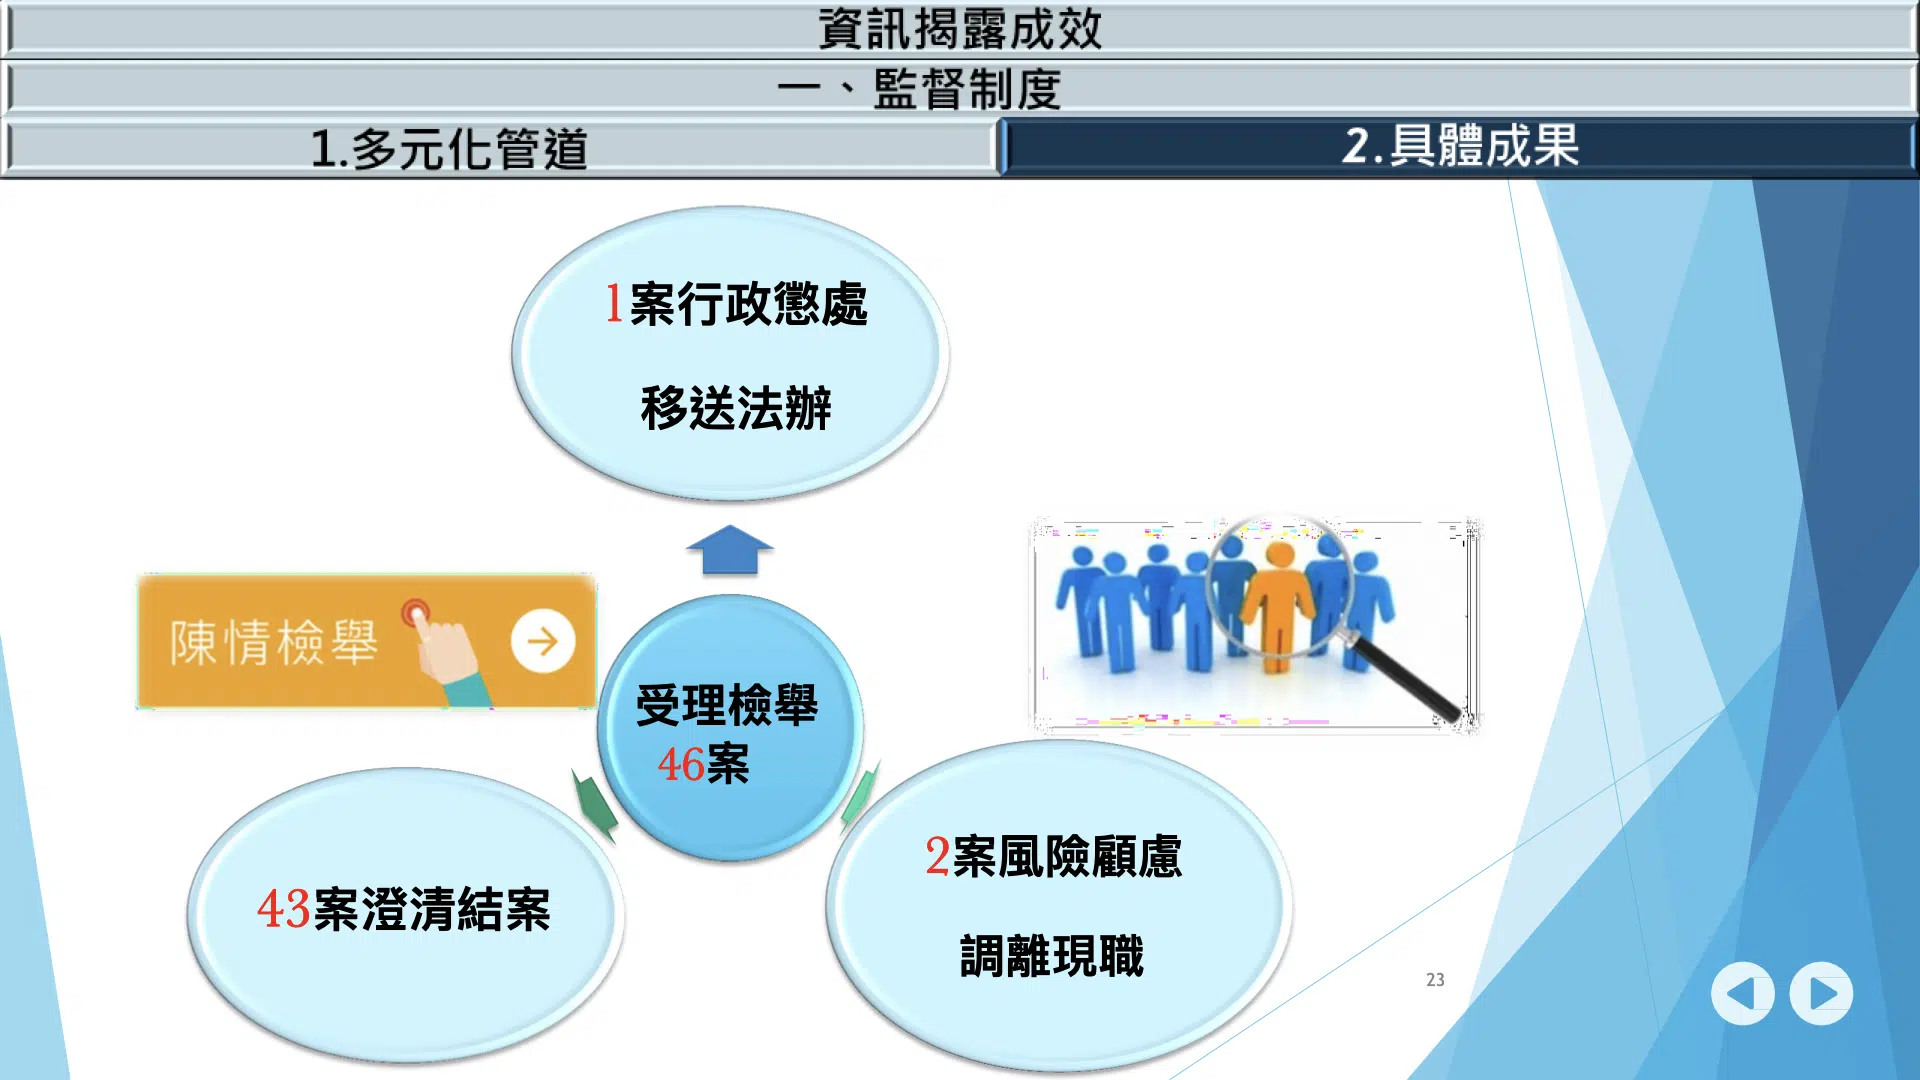 資訊揭露成效
一、監督制度
1.多元化管道
2.具體成果
1案行政懲處
移送法辦
陳情檢舉
受理檢舉
46案
43案澄清結案
2案風險顧慮
調離現職
23